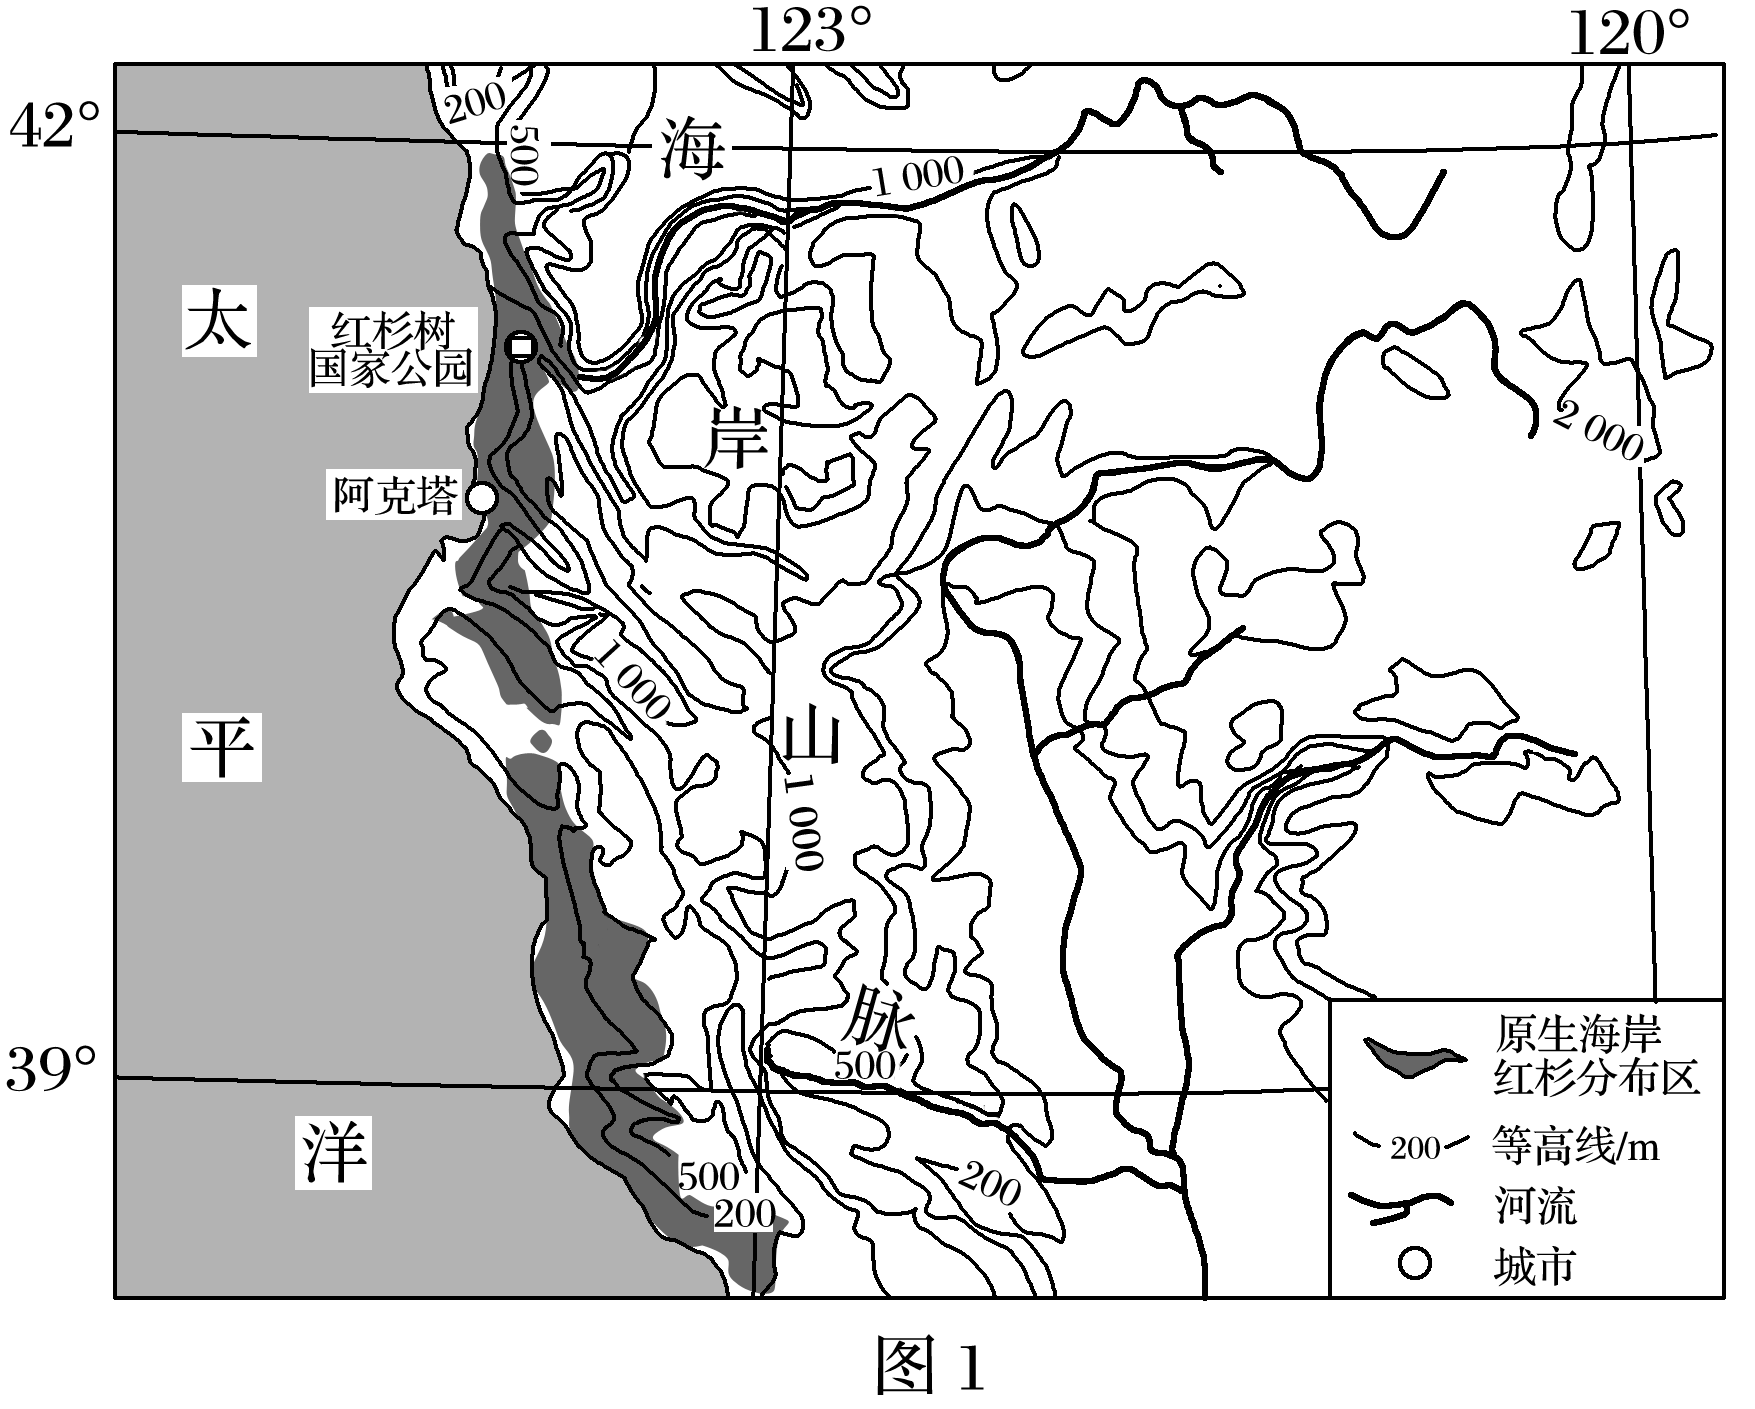 123°
120°
42°
200
500
海
1 000
太
红杉树
国家公园
岸
2 000
阿克塔
1 000
平
山
1 000
脉
500
39°
洋
500
200
200
原生海岸
红杉分布区
200 等高线/m
河流
城市
图 1